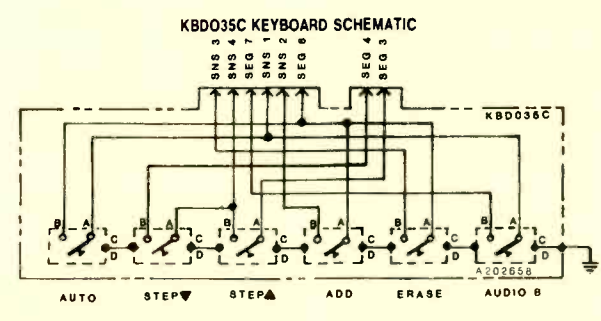 KBDO35C KEYBOARD SCHEMATIC
SNS 3
SNS 4
SEG 7
SNS 1
SNS 2
SEG 6
SEG 4
SEG 3
KBD036C
B A B A B A B A B A B A
C C C C C C
D D D D D D
A202658
AUTO STEP▼ STEP▲ ADD ERASE AUDIO B